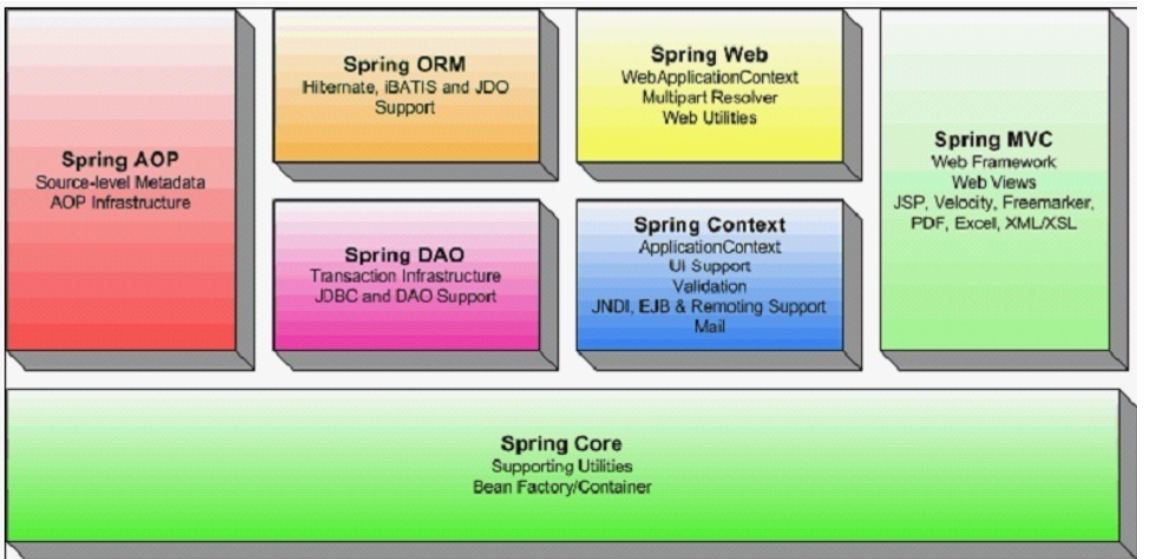 Spring AOP
Source-level Metadata
AOP Infrastructure
Spring ORM
Hibernate, iBATIS and JDO
Support
Spring DAO
Transaction Infrastructure
JDBC and DAO Support
Spring Web
WebApplicationContext
Multipart Resolver
Web Utilities
Spring Context
ApplicationContext
UI Support
Validation
JNDI, EJB & Remoting Support
Mail
Spring MVC
Web Framework
Web Views
JSP, Velocity, Freemarker,
PDF, Excel, XML/XSL
Spring Core
Supporting Utilities
Bean Factory/Container